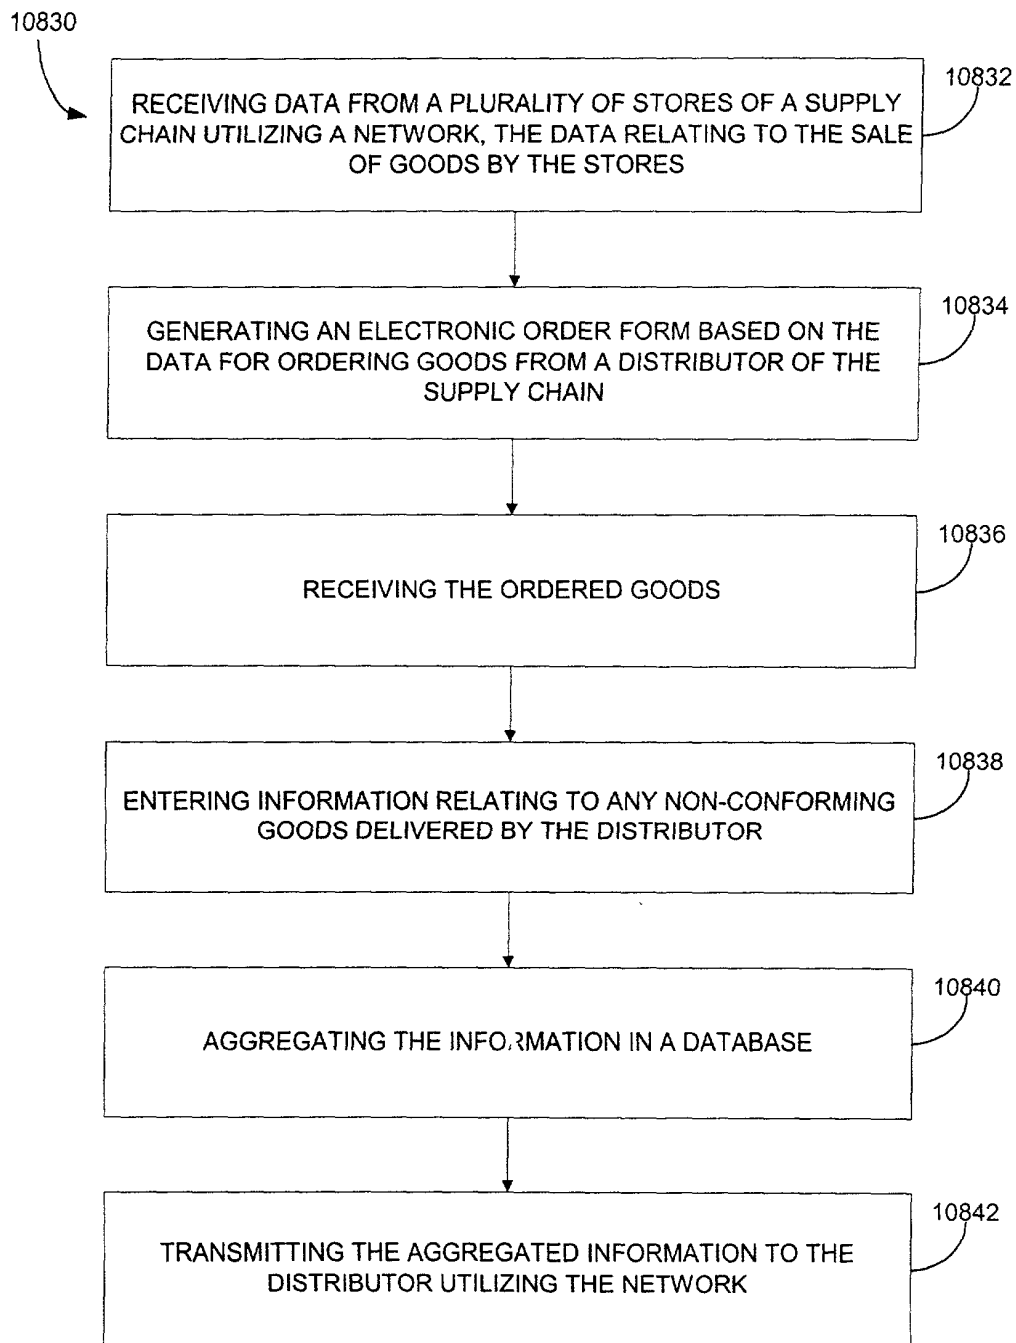 10830
10832
RECEIVING DATA FROM A PLURALITY OF STORES OF A SUPPLY
CHAIN UTILIZING A NETWORK, THE DATA RELATING TO THE SALE
OF GOODS BY THE STORES
10834
GENERATING AN ELECTRONIC ORDER FORM BASED ON THE
DATA FOR ORDERING GOODS FROM A DISTRIBUTOR OF THE
SUPPLY CHAIN
10836
RECEIVING THE ORDERED GOODS
10838
ENTERING INFORMATION RELATING TO ANY NON-CONFORMING
GOODS DELIVERED BY THE DISTRIBUTOR
10840
AGGREGATING THE INFORMATION IN A DATABASE
10842
TRANSMITTING THE AGGREGATED INFORMATION TO THE
DISTRIBUTOR UTILIZING THE NETWORK